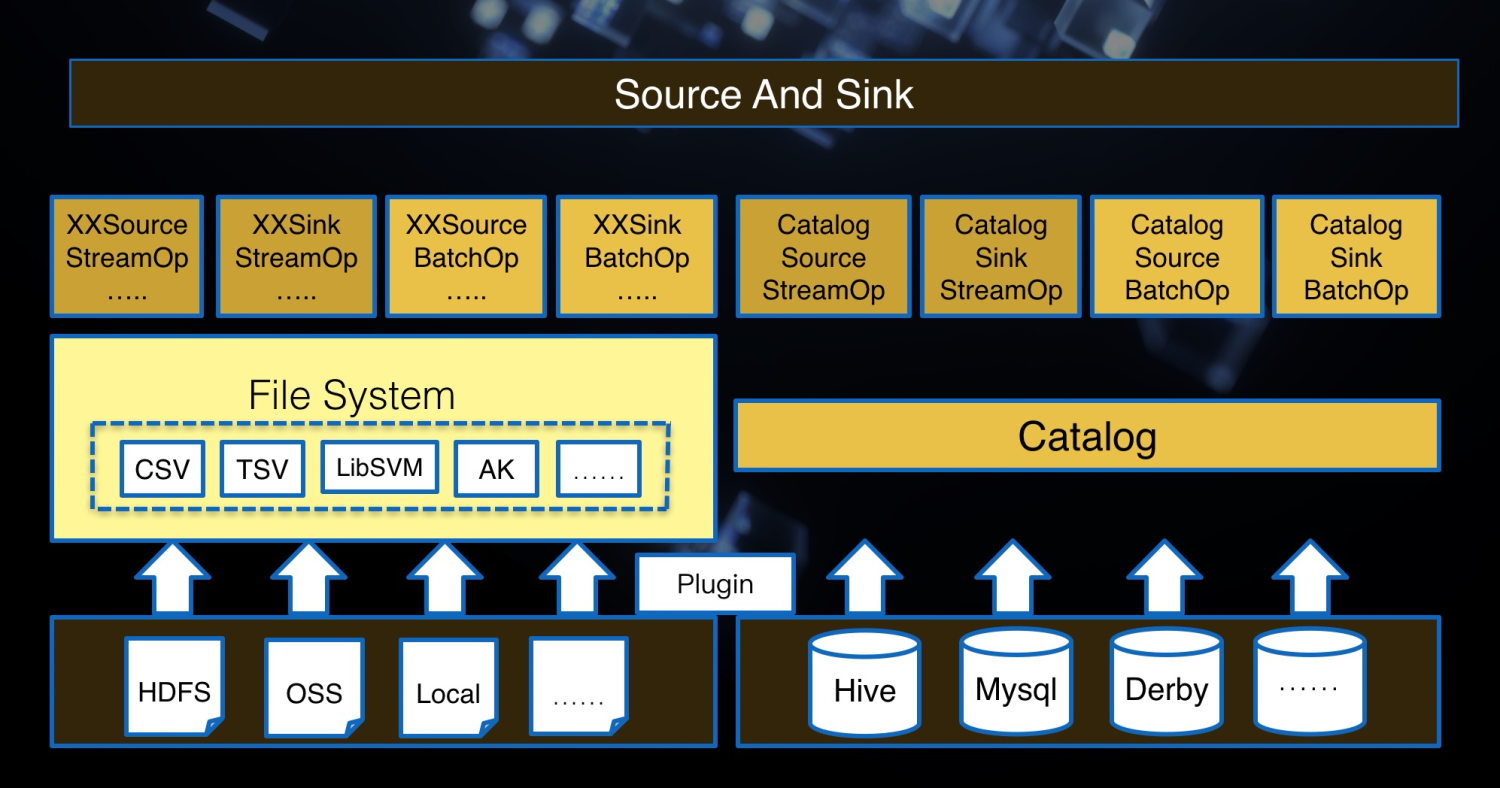 Source And Sink
XXSource
StreamOp
.....
XXSink
StreamOp
.....
XXSource
BatchOp
.....
XXSink
BatchOp
.....
Catalog
Source
StreamOp
Catalog
Sink
StreamOp
Catalog
Source
BatchOp
Catalog
Sink
BatchOp
File System
CSV
TSV
LibSVM
AK
......
Catalog
Plugin
HDFS
OSS
Local
......
Hive
Mysql
Derby
......